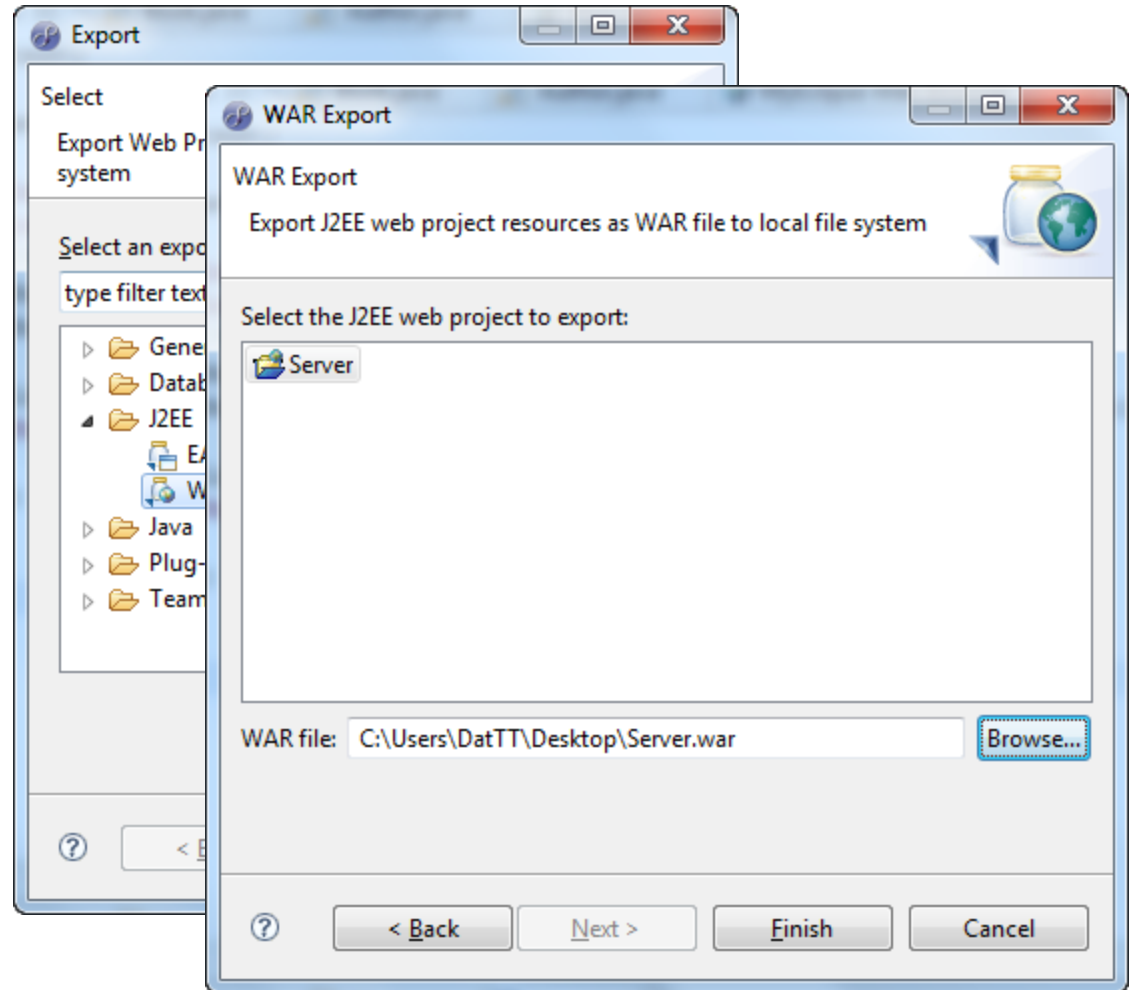 Export
Select
Export Web Pr
system
Select an expo
type filter text
Gene
Datab
J2EE
EA
W
Java
Plug-
Team
WAR Export
WAR Export
Export J2EE web project resources as WAR file to local file system
Select the J2EE web project to export:
Server
WAR file: C:\Users\DatTT\Desktop\Server.war Browse...
< Back Next > Finish Cancel